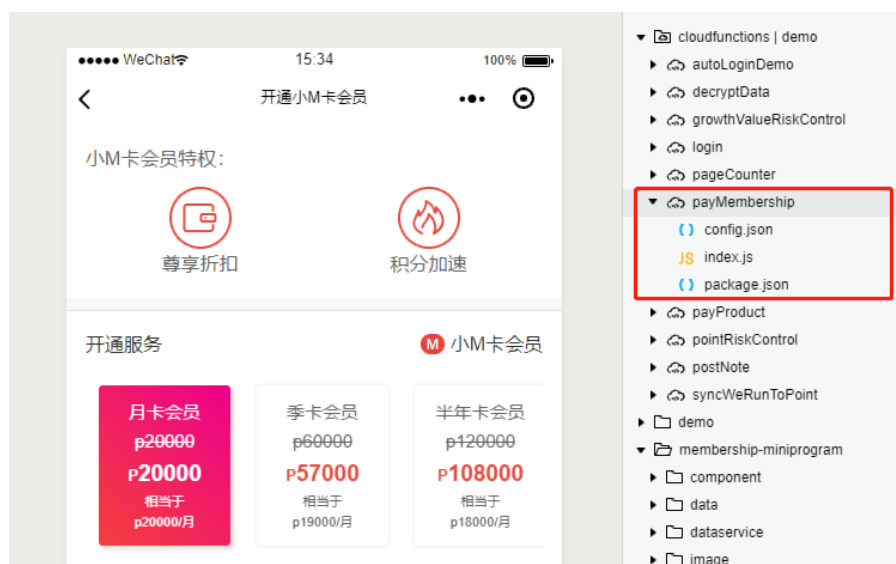 WeChat 15:34 100%
开通小M卡会员
小M卡会员特权:
尊享折扣 积分加速
开通服务 M 小M卡会员
月卡会员 季卡会员 半年卡会员
p20000 p60000 p120000
P20000 P57000 P108000
相当于 相当于 相当于
p20000/月 p19000/月 p18000/月
cloudfunctions | demo
autoLoginDemo
decryptData
growthValueRiskControl
login
pageCounter
payMembership
{ } config.json
JS index.js
{ } package.json
payProduct
pointRiskControl
postNote
syncWeRunToPoint
demo
membership-miniprogram
component
data
dataservice
image